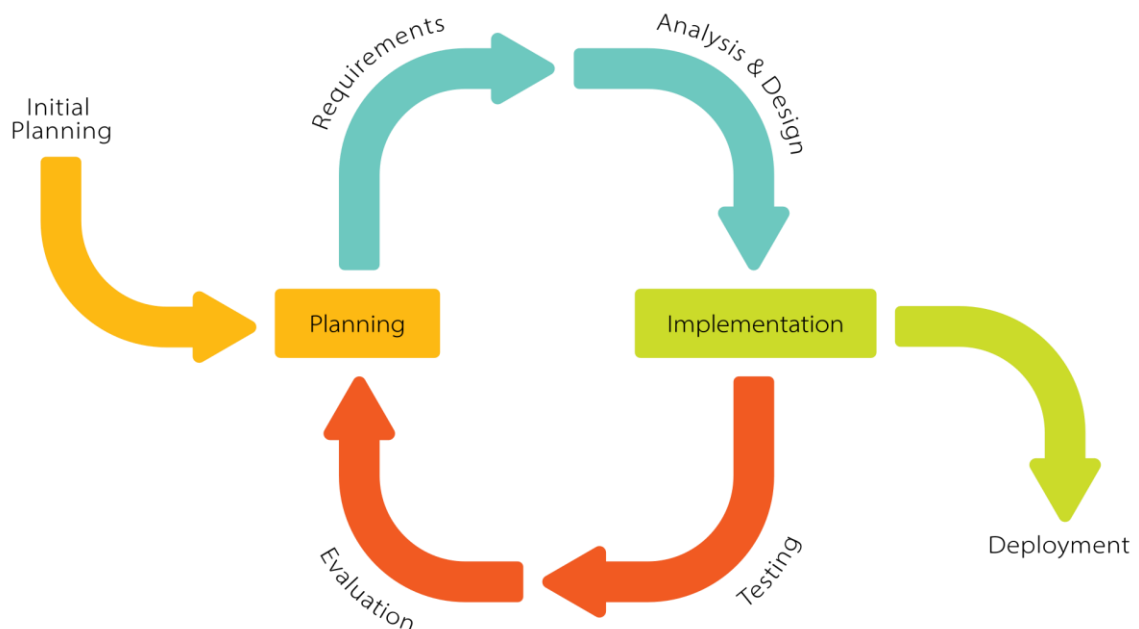 Initial
Planning
Requirements
Analysis & Design
Planning
Implementation
Evaluation
Testing
Deployment